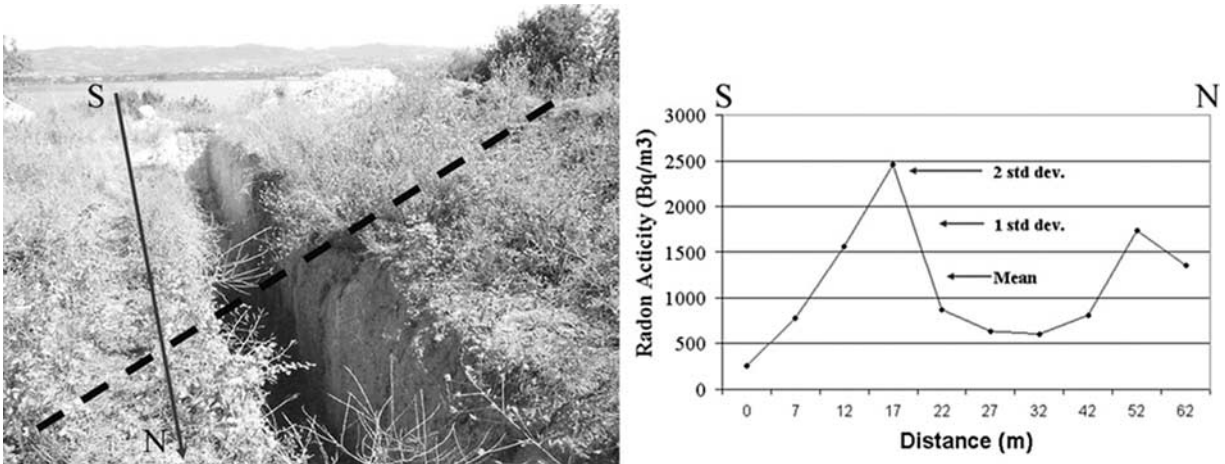 S
N
S N
Radon Acticity (Bq/m3)
3000
2500
2000
1500
1000
500
0
2 std dev.
1 std dev.
Mean
0 7 12 17 22 27 32 42 52 62
Distance (m)